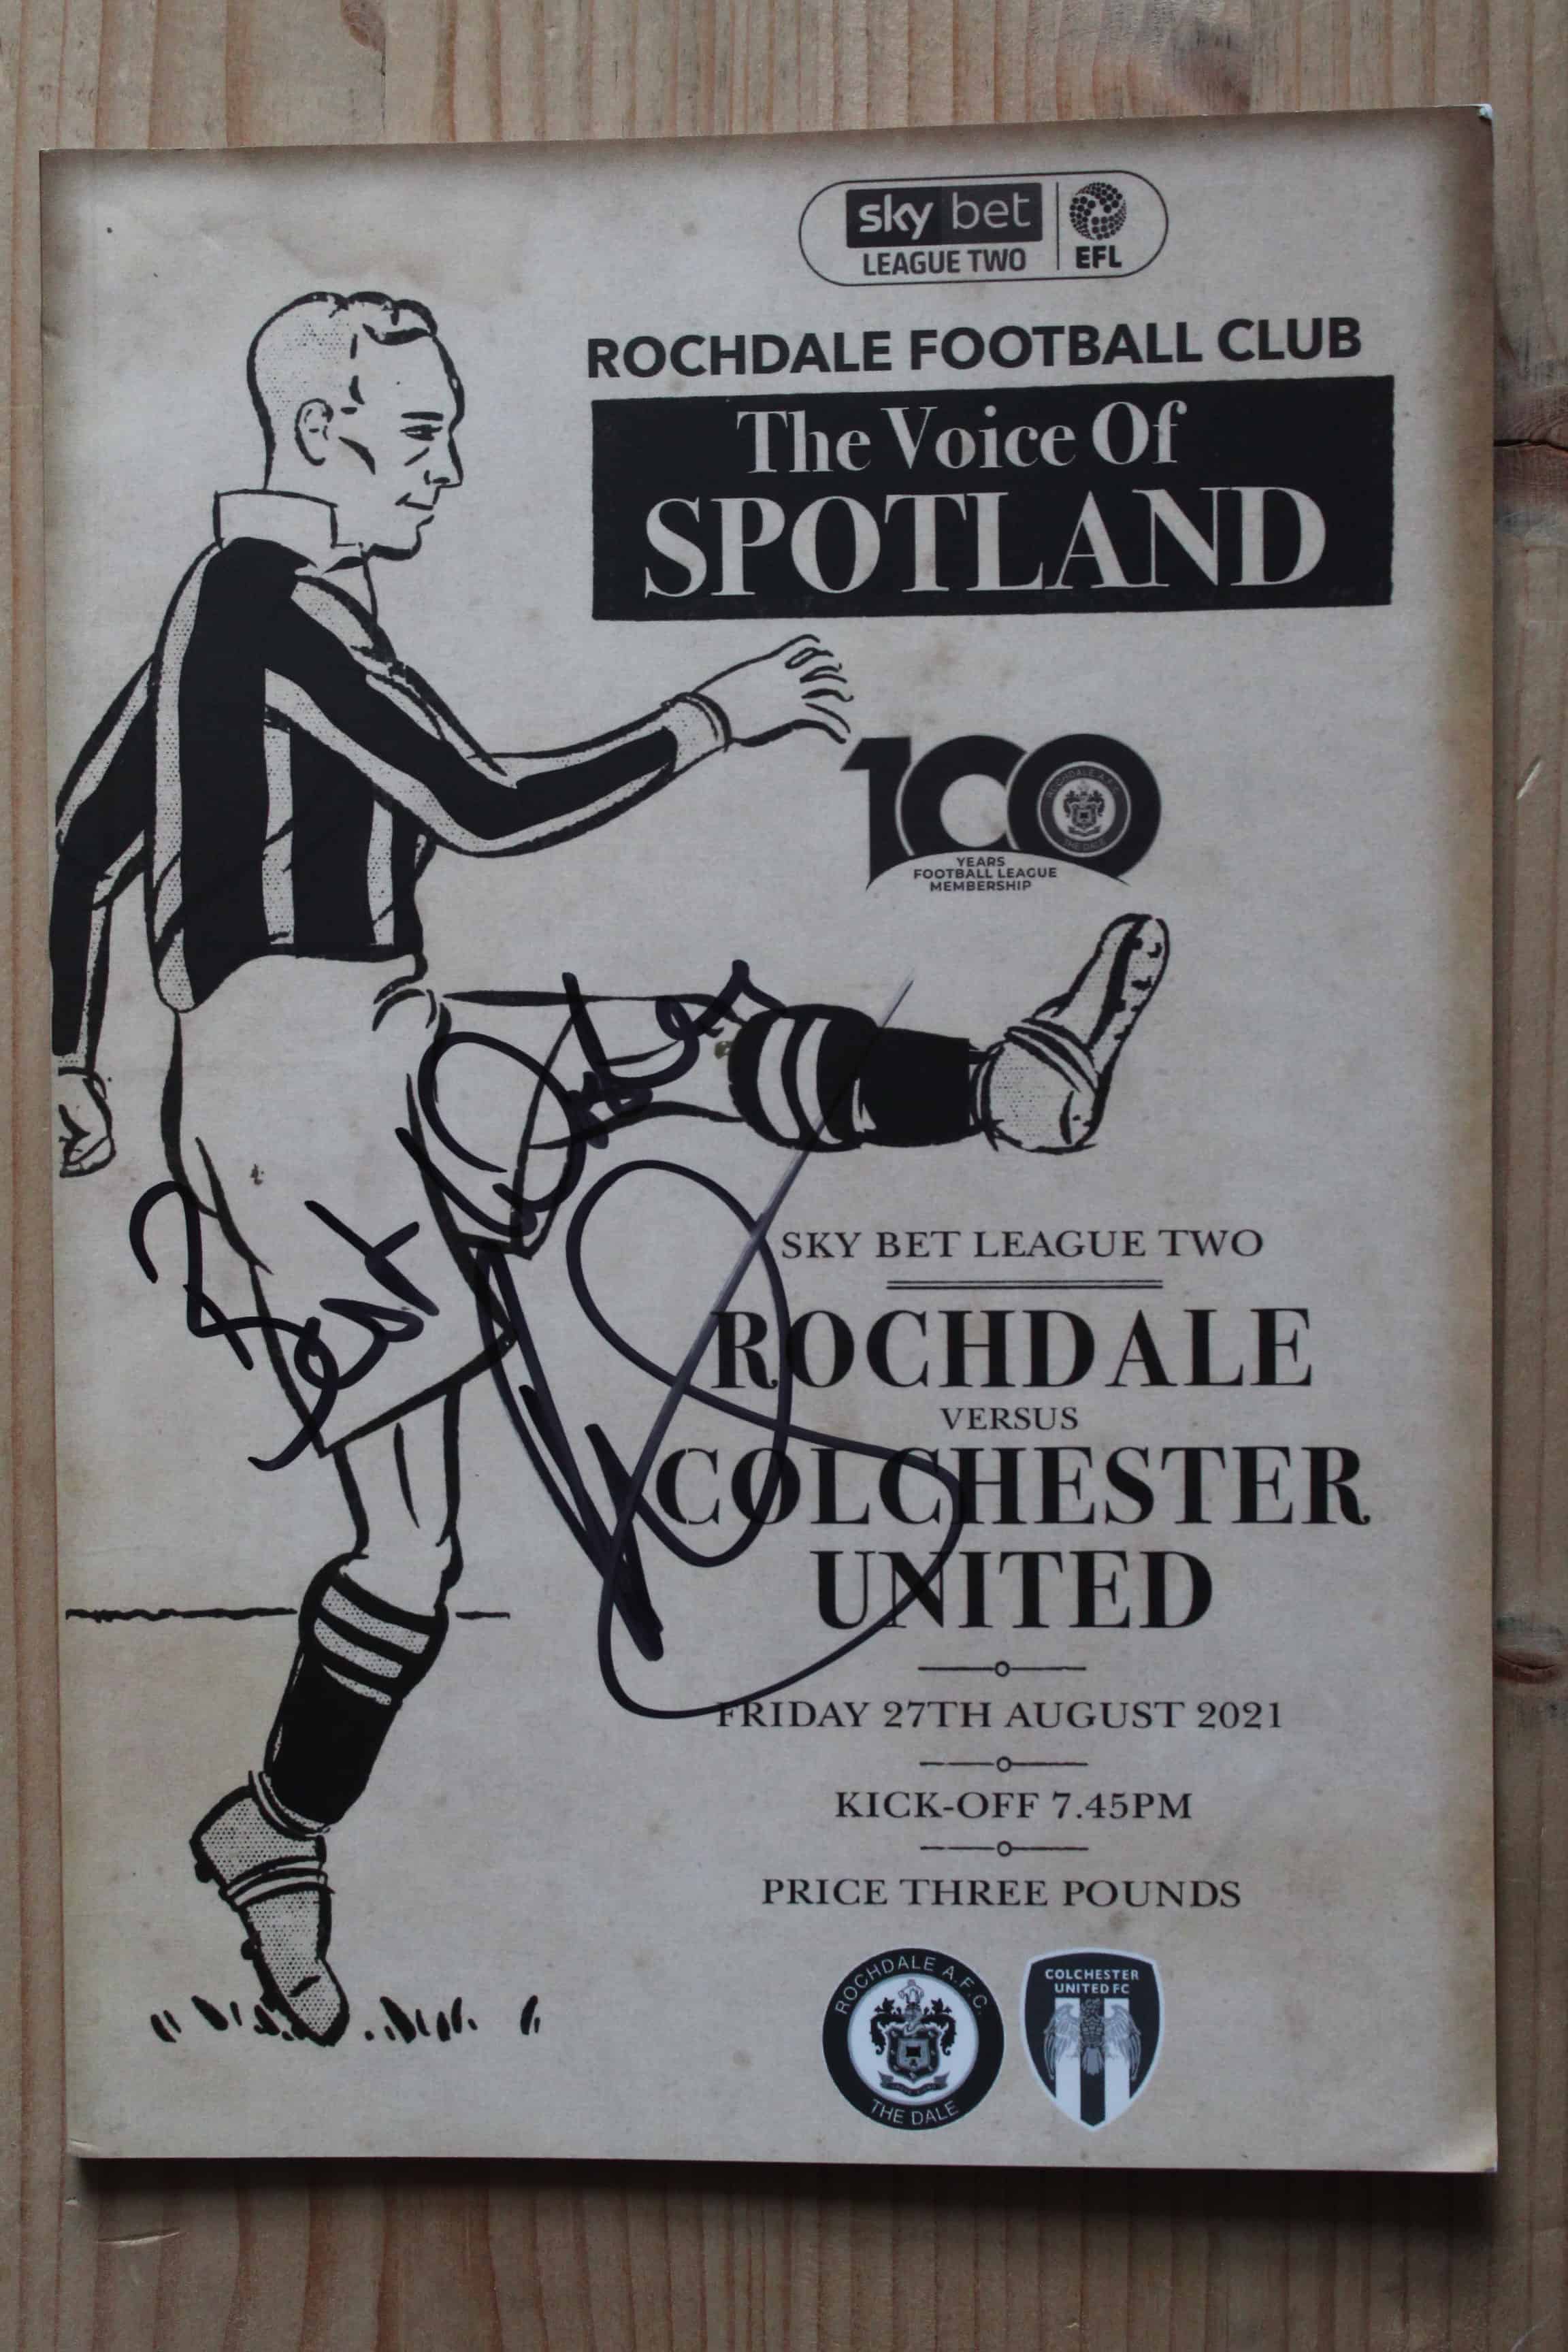 sky bet
LEAGUE TWO
EFL
ROCHDALE FOOTBALL CLUB
The Voice Of
SPOTLAND
100
ROCHDALE A.F.C.
THE DALE
YEARS
FOOTBALL LEAGUE
MEMBERSHIP
Best Wishes
SKY BET LEAGUE TWO
ROCHDALE
VERSUS
COLCHESTER
UNITED
FRIDAY 27TH AUGUST 2021
KICK-OFF 7.45PM
PRICE THREE POUNDS
ROCHDALE A.F.C.
THE DALE
COLCHESTER
UNITED FC